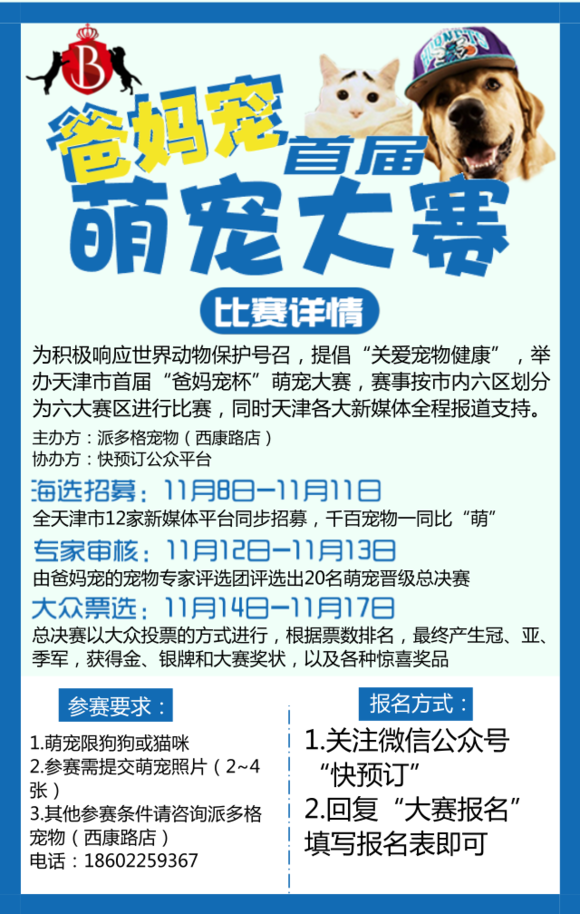 B
爸妈宠
首届
萌宠大赛
比赛详情
为积极响应世界动物保护号召，提倡“关爱宠物健康”，举
办天津市首届“爸妈宠杯”萌宠大赛，赛事按市内六区划分
为六大赛区进行比赛，同时天津各大新媒体全程报道支持。
主办方：派多格宠物（西康路店）
协办方：快预订公众平台
海选招募：11月8日-11月11日
全天津市12家新媒体平台同步招募，千百宠物一同比“萌”
专家审核：11月12日-11月13日
由爸妈宠的宠物专家评选团评选出20名萌宠晋级总决赛
大众票选：11月14日-11月17日
总决赛以大众投票的方式进行，根据票数排名，最终产生冠、亚、
季军，获得金、银牌和大赛奖状，以及各种惊喜奖品
参赛要求：
1.萌宠限狗狗或猫咪
2.参赛需提交萌宠照片（2~4
张）
3.其他参赛条件请咨询派多格
宠物（西康路店）
电话：18602259367
报名方式：
1.关注微信公众号
“快预订”
2.回复“大赛报名”
填写报名表即可